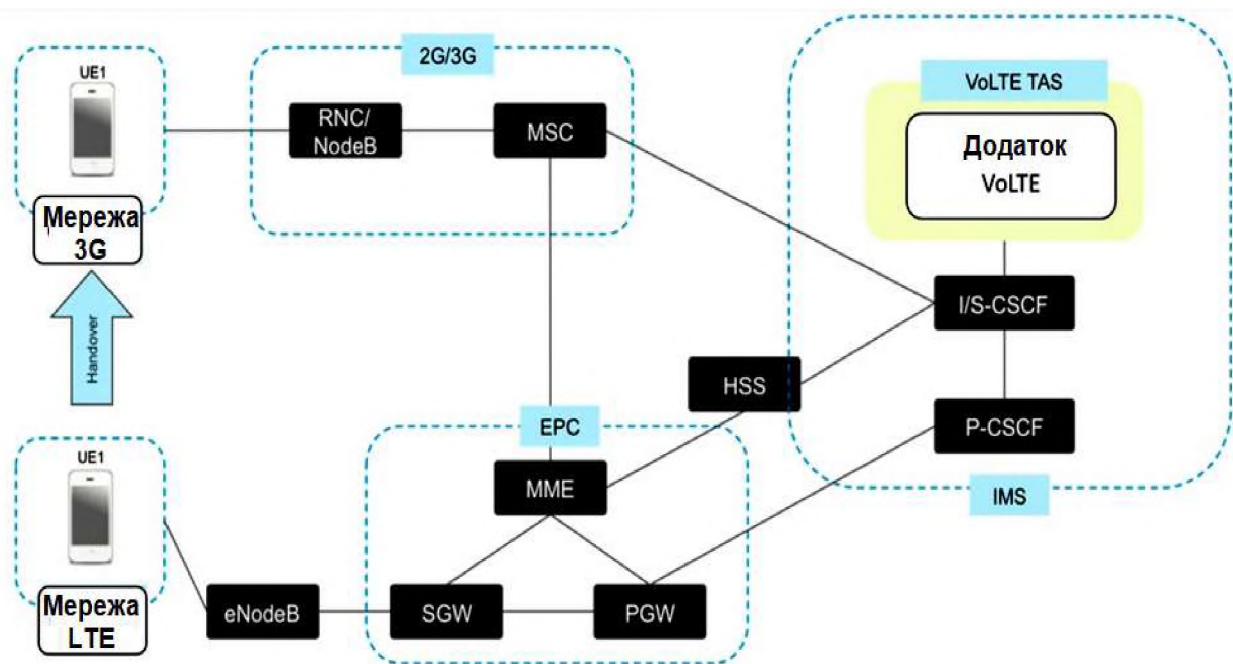 UE1
2G/3G
VoLTE TAS
RNC/
NodeB
MSC
Додаток
VoLTE
Мережа
3G
I/S-CSCF
Handover
HSS
EPC
P-CSCF
UE1
MME
IMS
eNodeB
SGW
PGW
Мережа
LTE